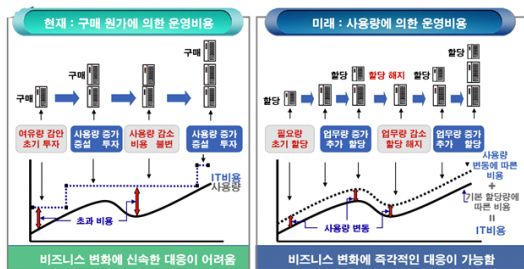 현재 : 구매 원가에 의한 운영비용
구매
구매
구매
여유량 감안
초기 투자
사용량 증가
증설 투자
사용량 감소
비용 불변
사용량 증가
증설 투자
IT비용
사용량
초과 비용
비즈니스 변화에 신속한 대응이 어려움
미래 : 사용량에 의한 운영비용
할당
할당
할당 해지
할당
할당
필요량
초기 할당
업무량 증가
추가 할당
업무량 감소
할당 해지
업무량 증가
추가 할당
사용량
변동에 따른
비용
+
기본 할당량에
따른 비용
=
IT비용
사용량 변동
비즈니스 변화에 즉각적인 대응이 가능함